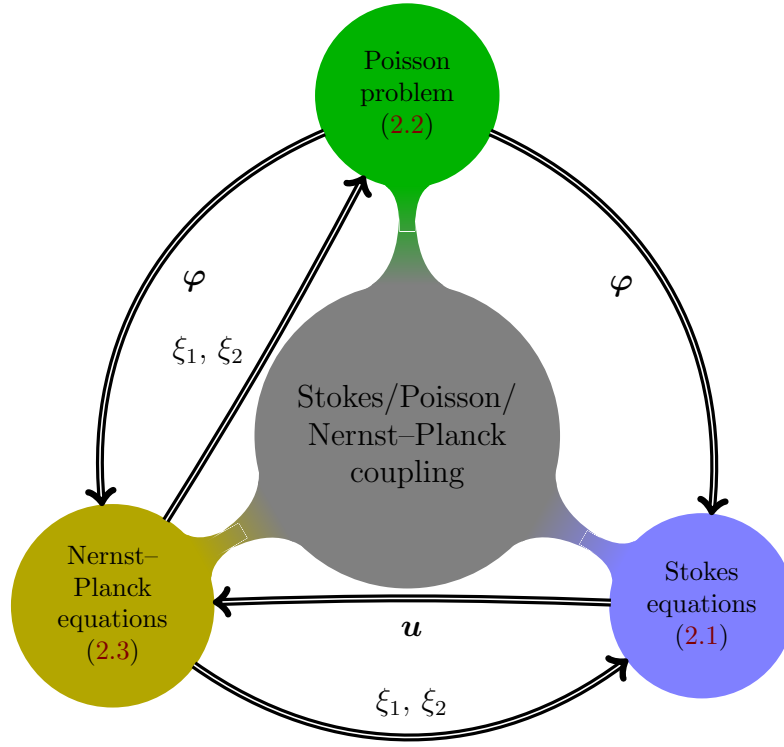 Poisson
problem
(2.2)
φ
φ
ξ₁, ξ₂
Stokes/Poisson/
Nernst–Planck
coupling
Nernst–
Planck
equations
(2.3)
Stokes
equations
(2.1)
u
ξ₁, ξ₂